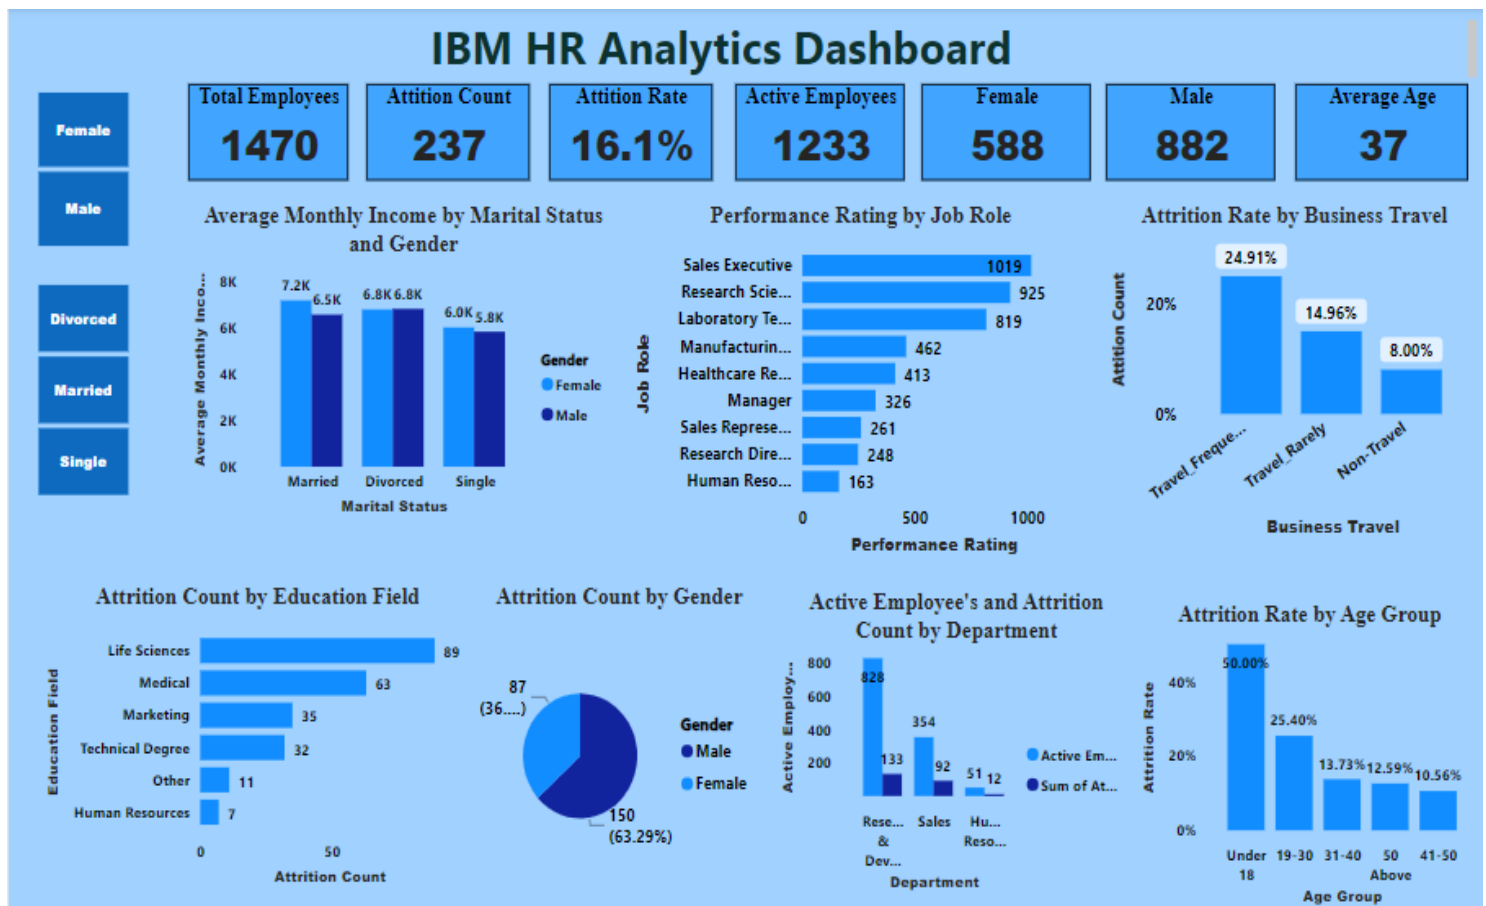 IBM HR Analytics Dashboard
Female
Male
Divorced
Married
Single
Total Employees
1470
Attition Count
237
Attition Rate
16.1%
Active Employees
1233
Female
588
Male
882
Average Age
37
Average Monthly Income by Marital Status
and Gender
Average Monthly Inco...
8K
6K
4K
2K
0K
7.2K
6.5K
6.8K
6.8K
6.0K
5.8K
Married
Divorced
Single
Marital Status
Gender
Female
Male
Performance Rating by Job Role
Job Role
Sales Executive
1019
Research Scie...
925
Laboratory Te...
819
Manufacturin...
462
Healthcare Re...
413
Manager
326
Sales Represe...
261
Research Dire...
248
Human Reso...
163
0
500
1000
Performance Rating
Attrition Rate by Business Travel
Attition Count
20%
0%
24.91%
14.96%
8.00%
Travel_Freque...
Travel_Rarely
Non-Travel
Business Travel
Attrition Count by Education Field
Education Field
Life Sciences
89
Medical
63
Marketing
35
Technical Degree
32
Other
11
Human Resources
7
0
50
Attrition Count
Attrition Count by Gender
87
(36....)
150
(63.29%)
Gender
Male
Female
Active Employee's and Attrition
Count by Department
Active Employ...
800
600
400
200
828
133
354
92
51
12
Rese...
&
Dev...
Sales
Hu...
Reso...
Department
Active Em...
Sum of At...
Attrition Rate by Age Group
Attrition Rate
40%
20%
0%
50.00%
25.40%
13.73%
12.59%
10.56%
Under
18
19-30
31-40
50
Above
41-50
Age Group